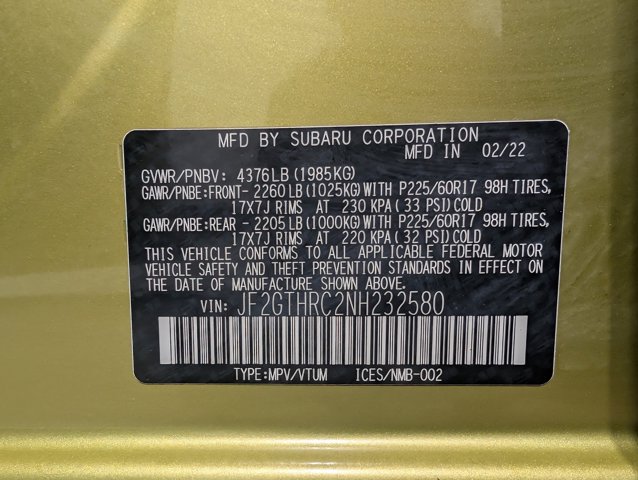 MFD BY SUBARU CORPORATION
MFD IN 02/22
GVWR/PNBV: 4376LB(1985KG)
GAWR/PNBE:FRONT-2260LB(1025KG)WITH P225/60R17 98H TIRES,
17X7J RIMS AT 230 KPA(33 PSI)COLD
GAWR/PNBE:REAR -2205LB(1000KG)WITH P225/60R17 98H TIRES,
17X7J RIMS AT 220 KPA(32 PSI)COLD
THIS VEHICLE CONFORMS TO ALL APPLICABLE FEDERAL MOTOR
VEHICLE SAFETY AND THEFT PREVENTION STANDARDS IN EFFECT ON
THE DATE OF MANUFACTURE SHOWN ABOVE.
VIN: JF2GTHRC2NH232580
TYPE:MPV/VTUM ICES/NMB-002